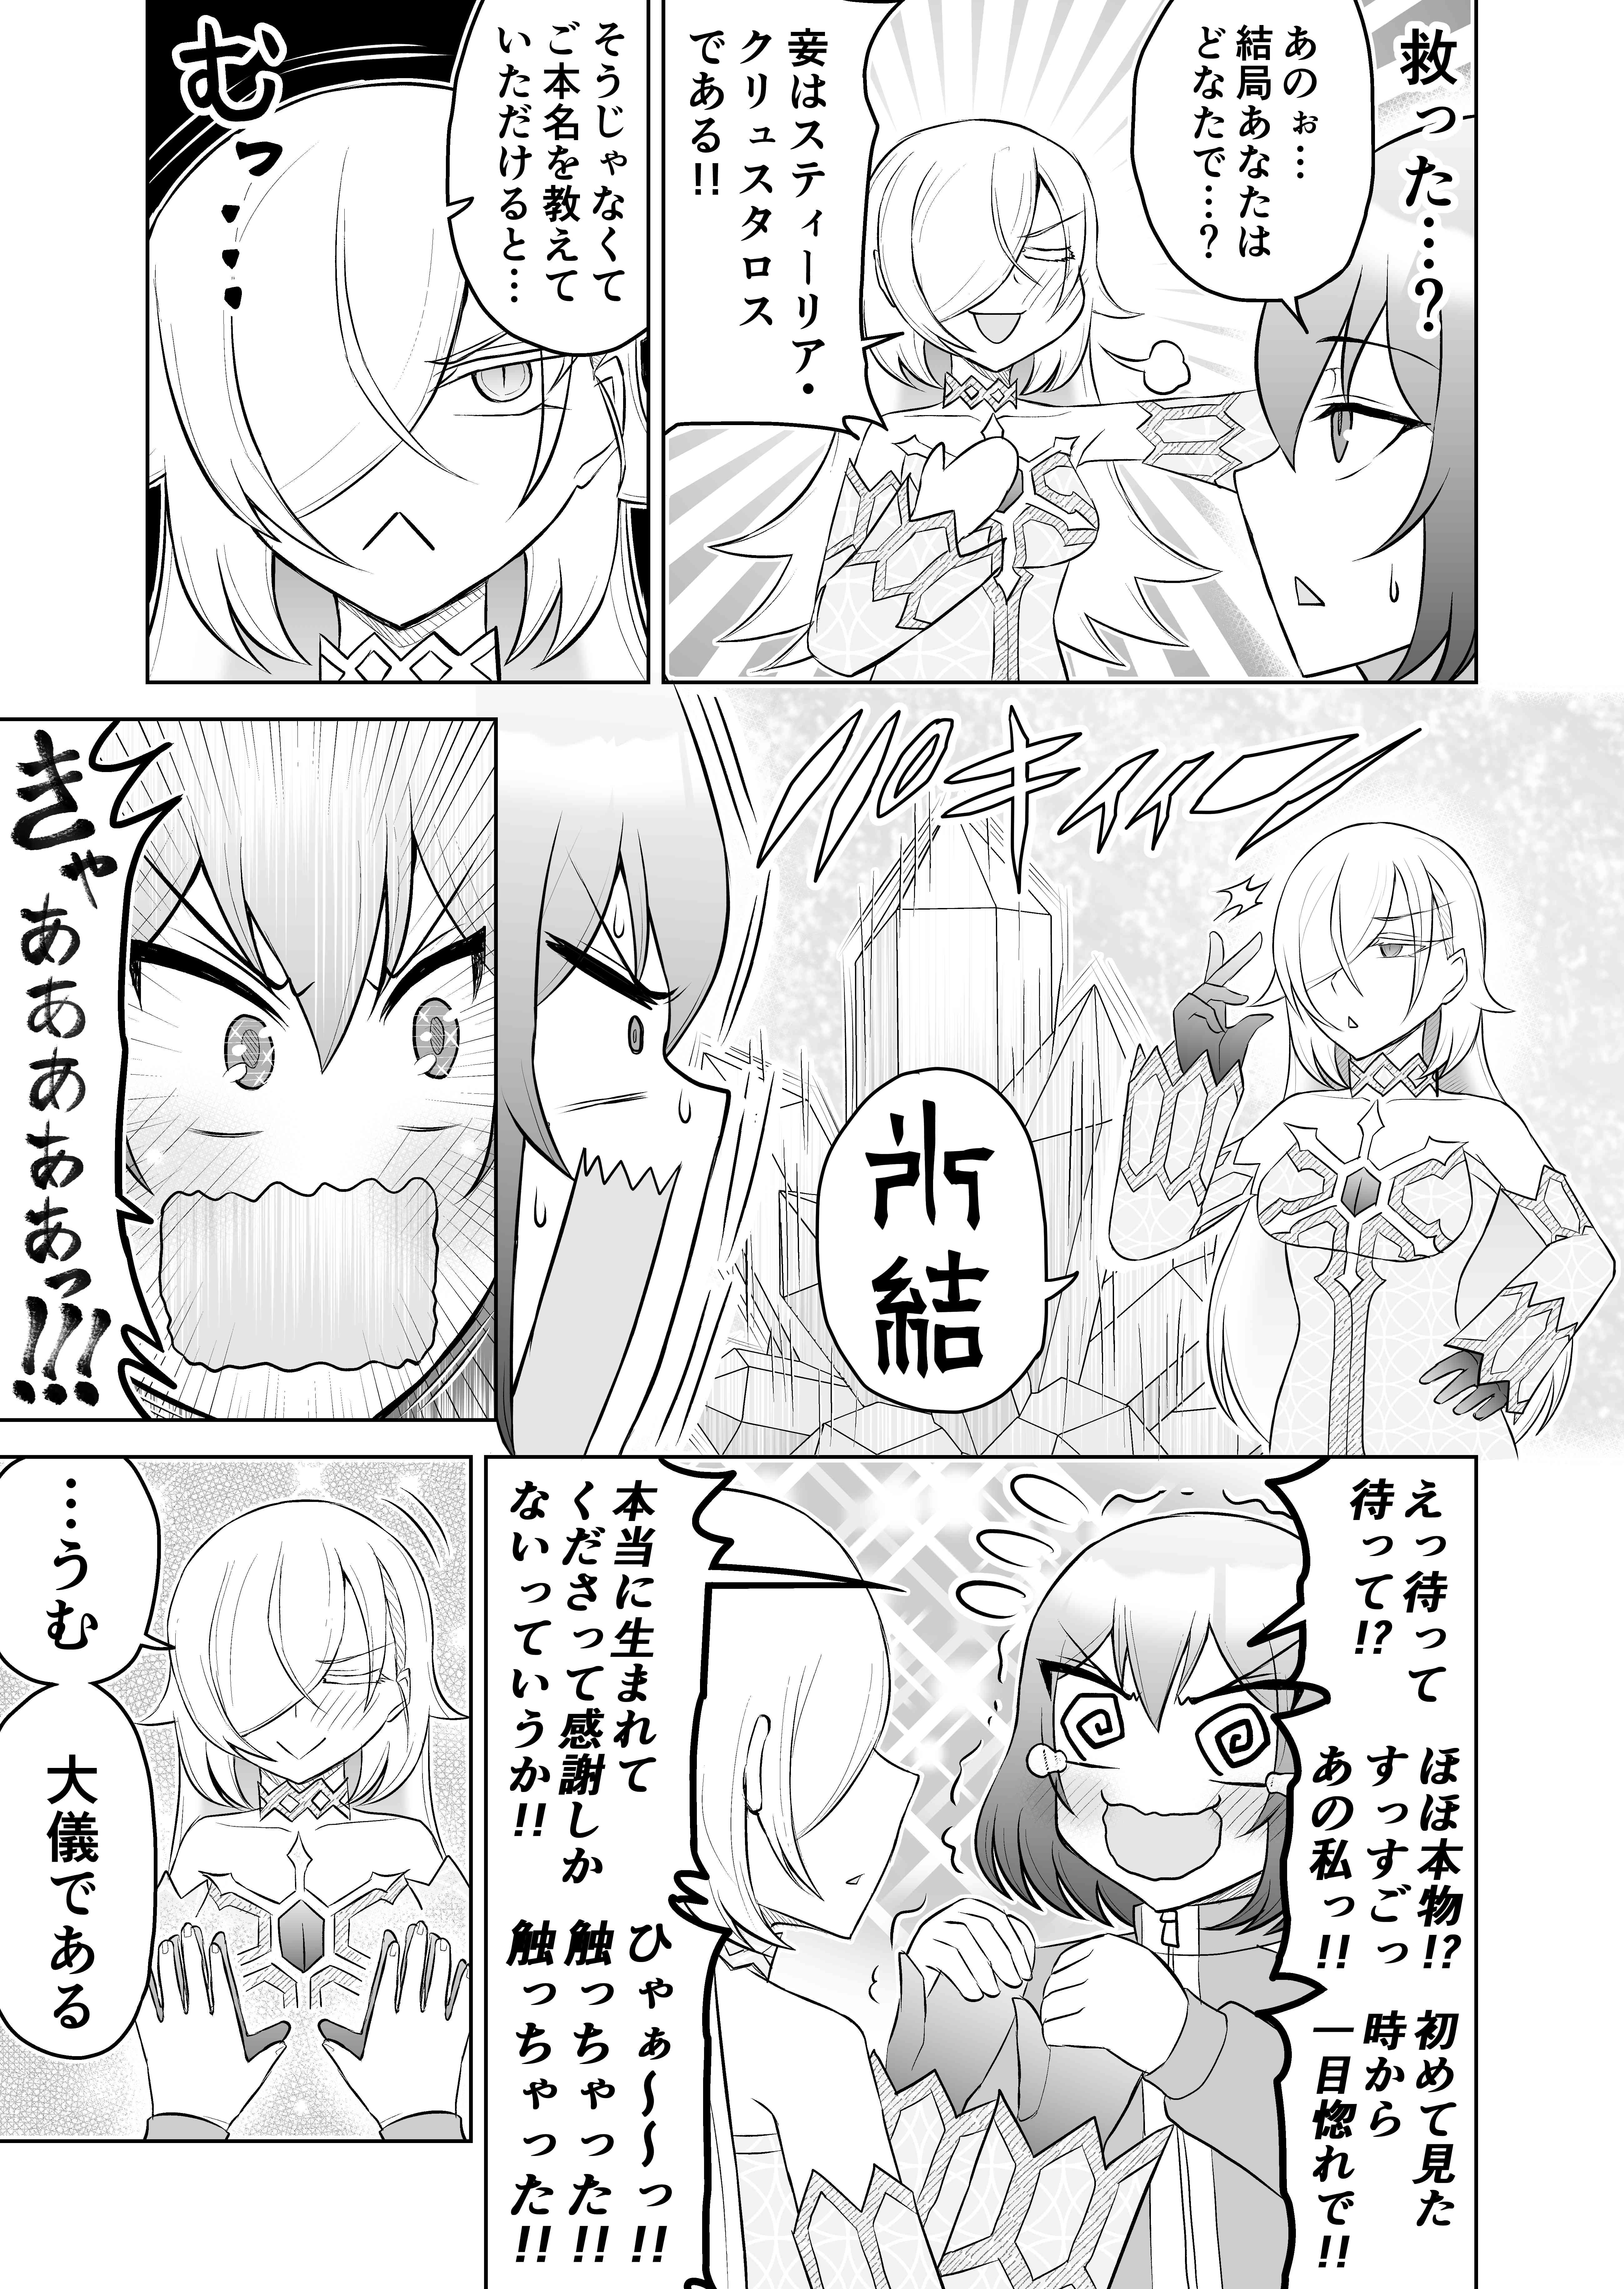 救った…。…?
あのぉ…
結局あなたは
どなたで…?
妾はスティーリア・
クリュスタロス
である!!
そうじゃなくて
ご本名を教えて
いただけると…
むっ…
パキィィン
氷結
きゃああああああっ!!!
えっ待って
待って!?
ほほ本物!?
すっすごっ
あの私っ!!
初めて見た
時から
一目惚れで!!
本当に生まれて
くださって感謝しか
ないっていうか!!
ひゃぁ〜〜っ!!
触っちゃった!!
触っちゃった!!
…うむ
大儀である